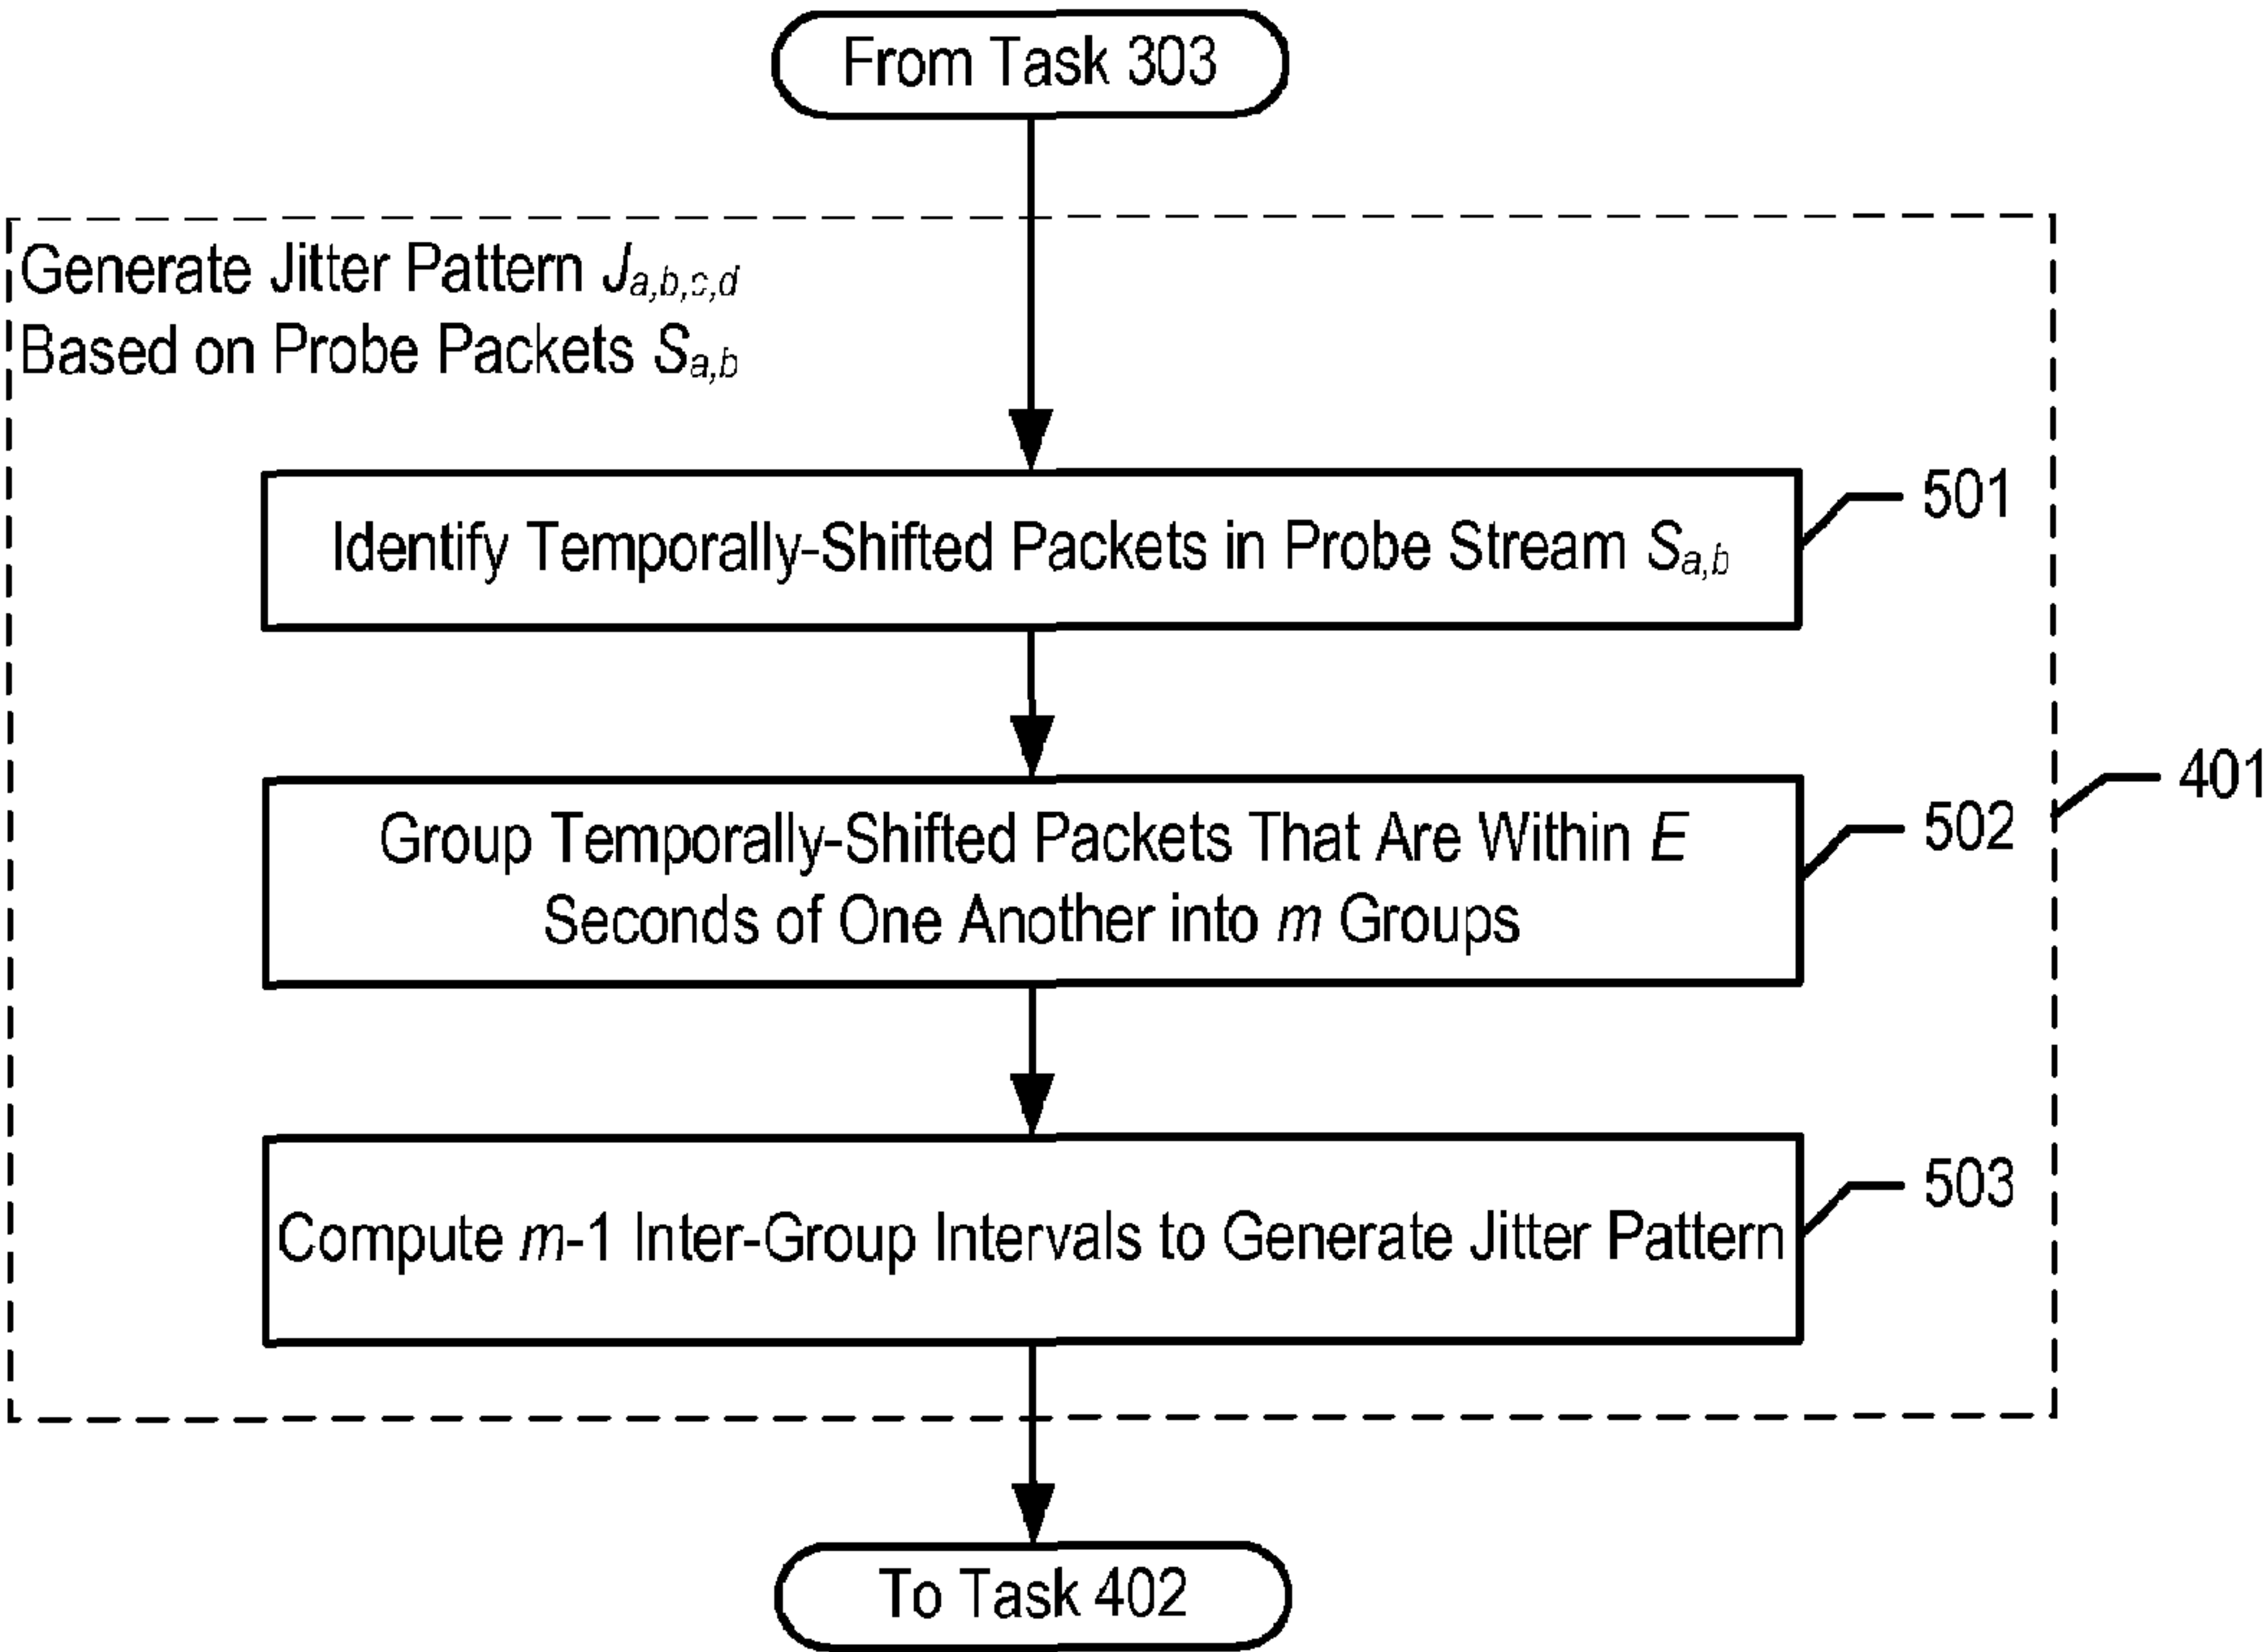 From Task 303
Generate Jitter Pattern Ja,b,c,d
Based on Probe Packets Sa,b
Identify Temporally-Shifted Packets in Probe Stream Sa,b
501
Group Temporally-Shifted Packets That Are Within E
Seconds of One Another into m Groups
502
401
Compute m-1 Inter-Group Intervals to Generate Jitter Pattern
503
To Task 402